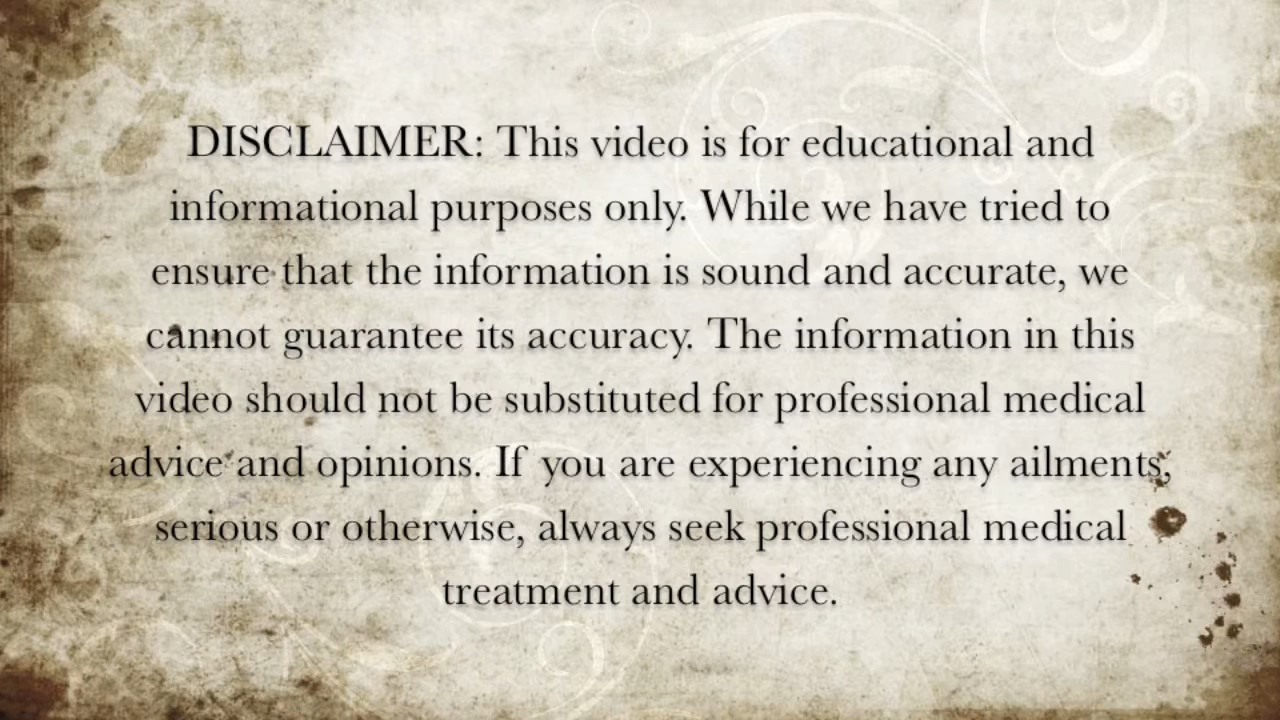 DISCLAIMER: This video is for educational and
informational purposes only. While we have tried to
ensure that the information is sound and accurate, we
cannot guarantee its accuracy. The information in this
video should not be substituted for professional medical
advice and opinions. If you are experiencing any ailments,
serious or otherwise, always seek professional medical
treatment and advice.